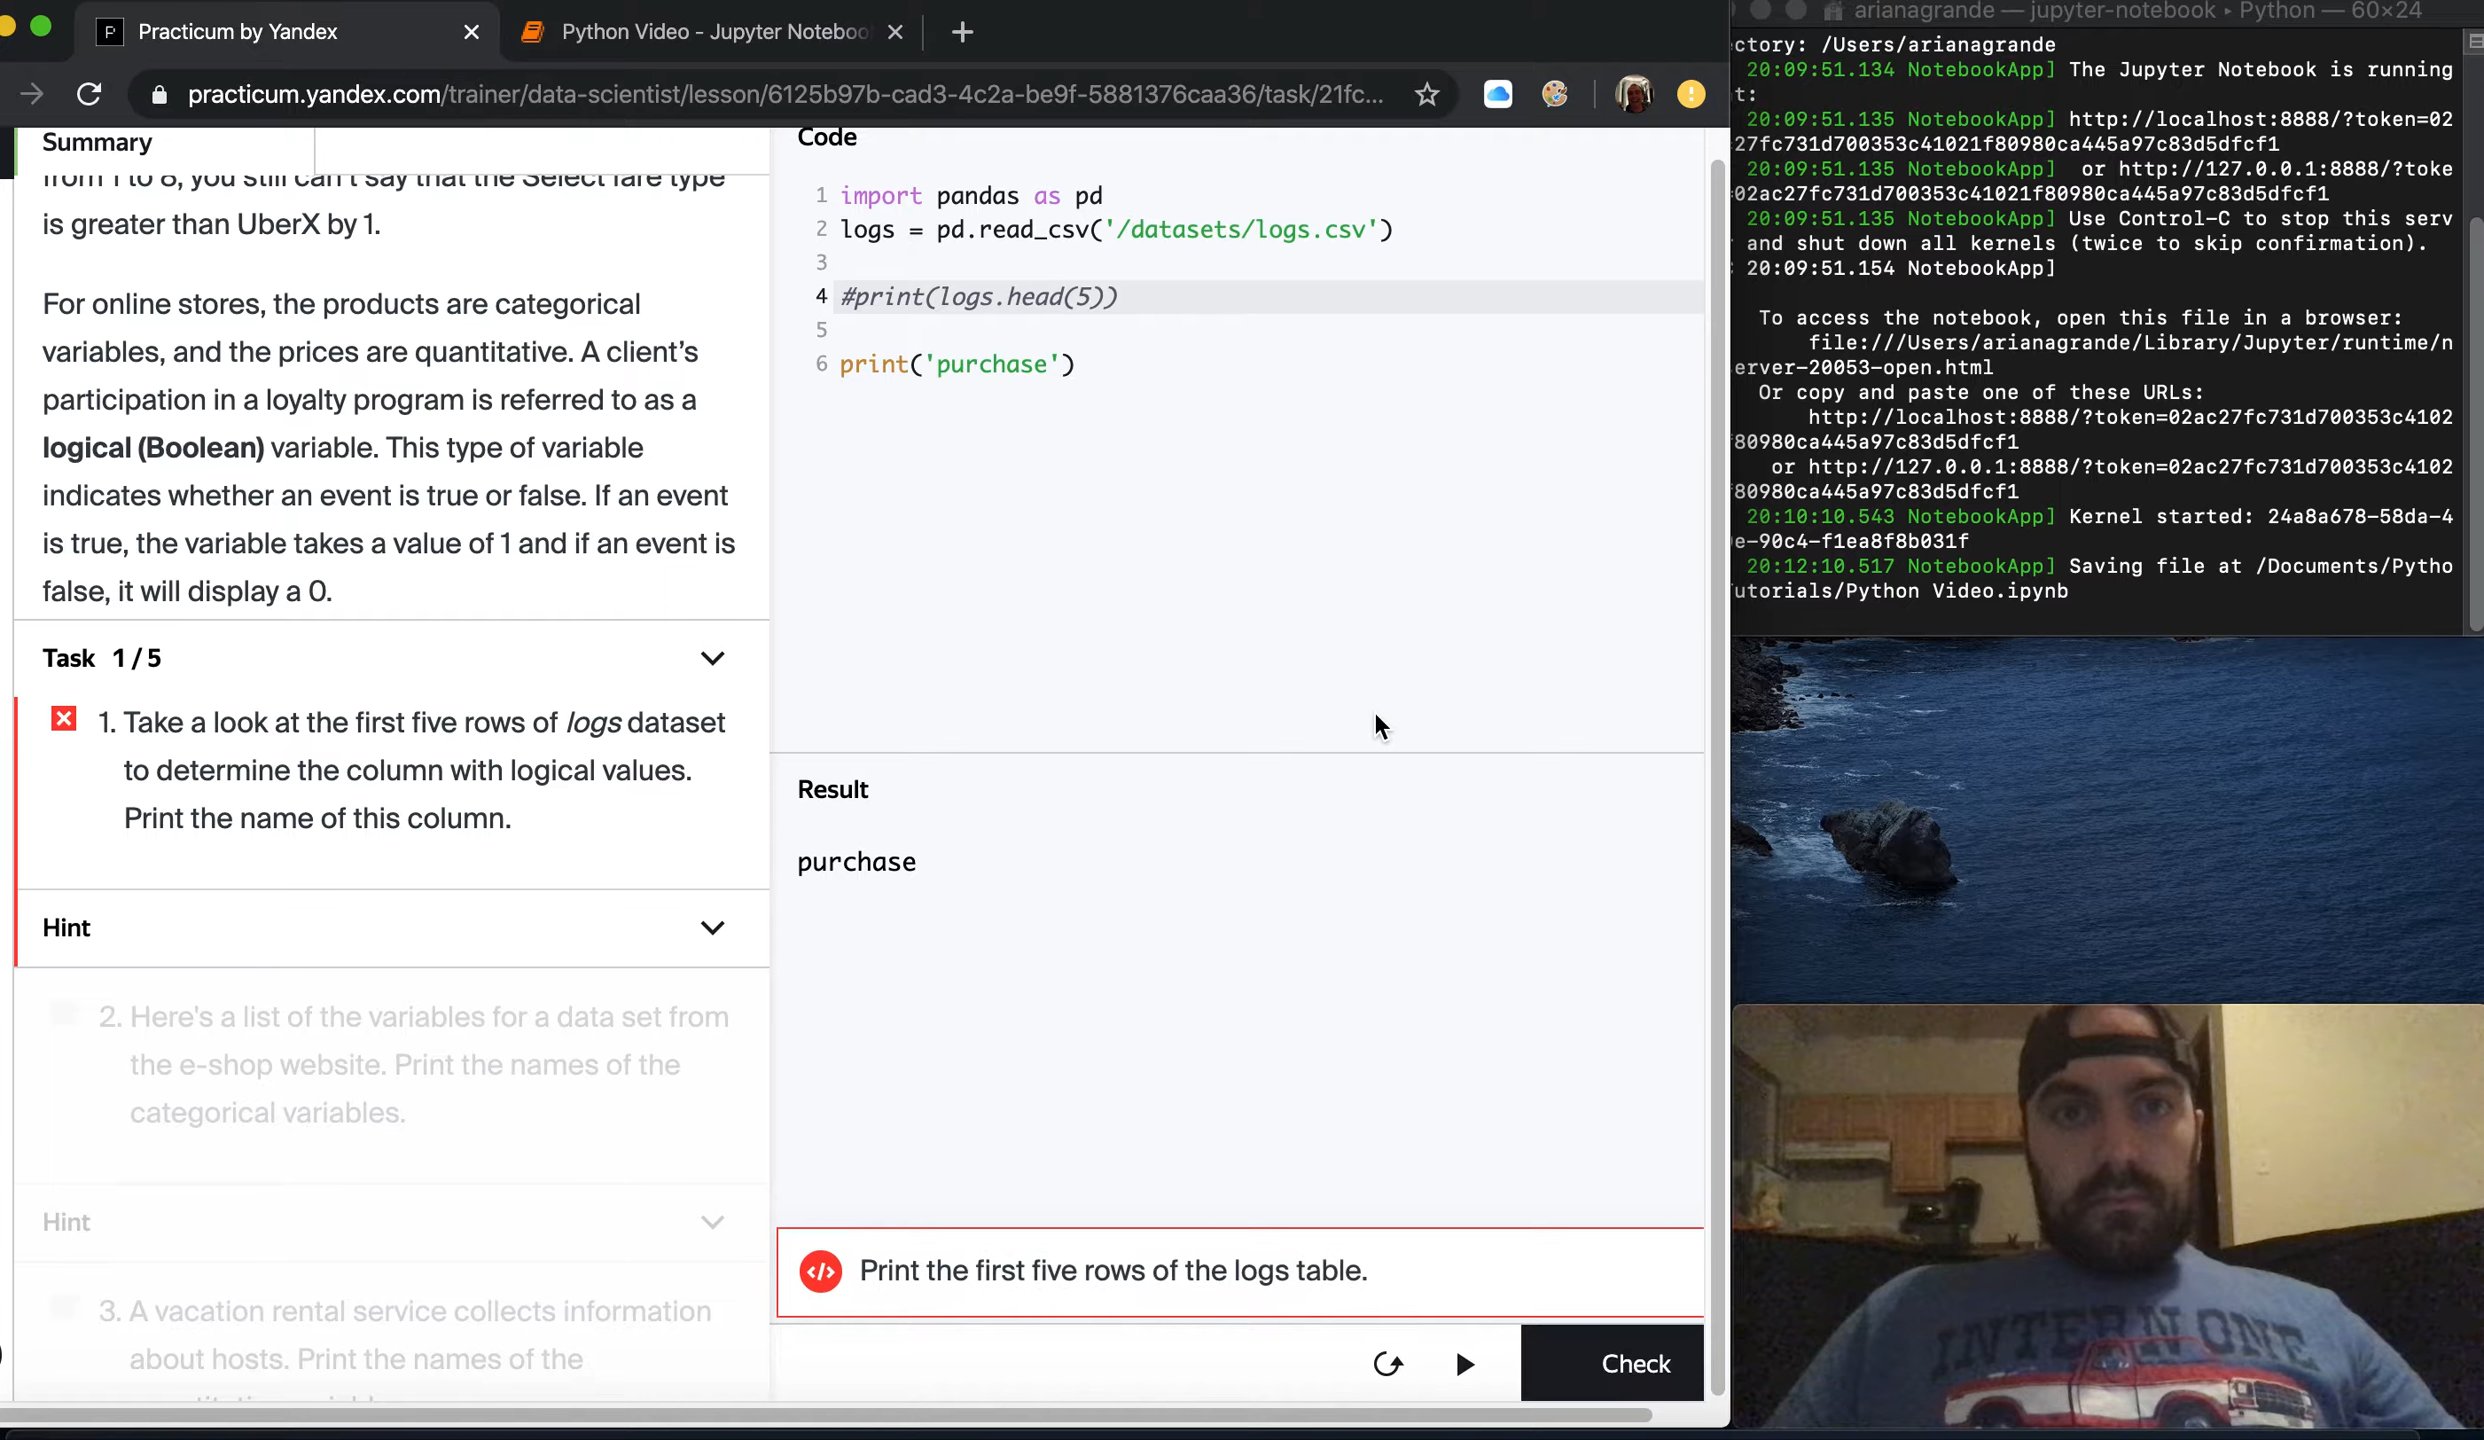 Practicum by Yandex
Python Video - Jupyter Noteboo
practicum.yandex.com/trainer/data-scientist/lesson/6125b97b-cad3-4c2a-be9f-5881376caa36/task/21fc...
Summary
from 1 to 8, you still can't say that the Select fare type
is greater than UberX by 1.
For online stores, the products are categorical
variables, and the prices are quantitative. A client's
participation in a loyalty program is referred to as a
logical (Boolean) variable. This type of variable
indicates whether an event is true or false. If an event
is true, the variable takes a value of 1 and if an event is
false, it will display a 0.
Task 1 / 5
1. Take a look at the first five rows of logs dataset
to determine the column with logical values.
Print the name of this column.
Hint
2. Here's a list of the variables for a data set from
the e-shop website. Print the names of the
categorical variables.
Hint
3. A vacation rental service collects information
about hosts. Print the names of the
Code
1 import pandas as pd
2 logs = pd.read_csv('/datasets/logs.csv')
3
4 #print(logs.head(5))
5
6 print('purchase')
Result
purchase
</> Print the first five rows of the logs table.
Check
arianagrande — jupyter-notebook ▸ Python — 60×24
ctory: /Users/arianagrande
20:09:51.134 NotebookApp] The Jupyter Notebook is running
t:
20:09:51.135 NotebookApp] http://localhost:8888/?token=02
27fc731d700353c41021f80980ca445a97c83d5dfcf1
20:09:51.135 NotebookApp]  or http://127.0.0.1:8888/?toke
02ac27fc731d700353c41021f80980ca445a97c83d5dfcf1
20:09:51.135 NotebookApp] Use Control-C to stop this serv
and shut down all kernels (twice to skip confirmation).
20:09:51.154 NotebookApp]
To access the notebook, open this file in a browser:
file:///Users/arianagrande/Library/Jupyter/runtime/n
erver-20053-open.html
Or copy and paste one of these URLs:
http://localhost:8888/?token=02ac27fc731d700353c4102
f80980ca445a97c83d5dfcf1
or http://127.0.0.1:8888/?token=02ac27fc731d700353c4102
f80980ca445a97c83d5dfcf1
20:10:10.543 NotebookApp] Kernel started: 24a8a678-58da-4
e-90c4-f1ea8f8b031f
20:12:10.517 NotebookApp] Saving file at /Documents/Pytho
utorials/Python Video.ipynb